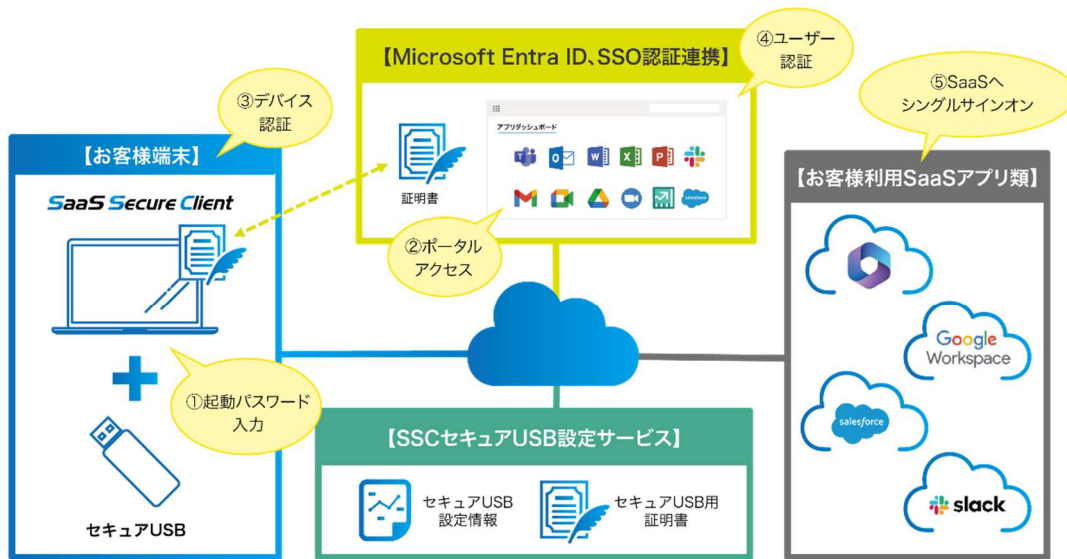 【Microsoft Entra ID、SSO認証連携】
④ユーザー
認証
③デバイス
認証
⑤SaaSへ
シングルサインオン
アプリダッシュボード
【お客様端末】
SaaS Secure Client
証明書
②ポータル
アクセス
【お客様利用SaaSアプリ類】
salesforce
Google
Workspace
①起動パスワード
入力
セキュアUSB
【SSCセキュアUSB設定サービス】
セキュアUSB
設定情報
セキュアUSB用
証明書
salesforce
slack